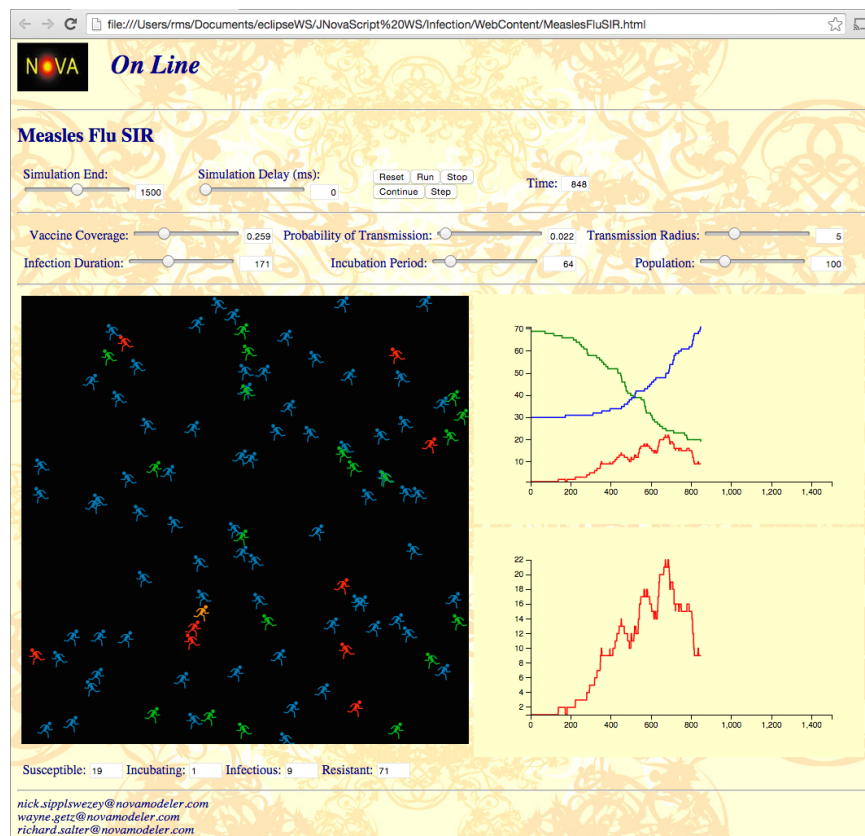 file:///Users/rms/Documents/eclipseWS/JNovaScript%20WS/Infection/WebContent/MeaslesFluSIR.html
NOVA On Line
Measles Flu SIR
Simulation End: 1500 Simulation Delay (ms): 0 Reset Run Stop Time: 848
Continue Step
Vaccine Coverage: 0.259 Probability of Transmission: 0.022 Transmission Radius: 5
Infection Duration: 171 Incubation Period: 64 Population: 100
70
60
50
40
30
20
10
0 200 400 600 800 1,000 1,200 1,400
22
20
18
16
14
12
10
8
6
4
2
0 200 400 600 800 1,000 1,200 1,400
Susceptible: 19 Incubating: 1 Infectious: 9 Resistant: 71
nick.sipplswezey@novamodeler.com
wayne.getz@novamodeler.com
richard.salter@novamodeler.com